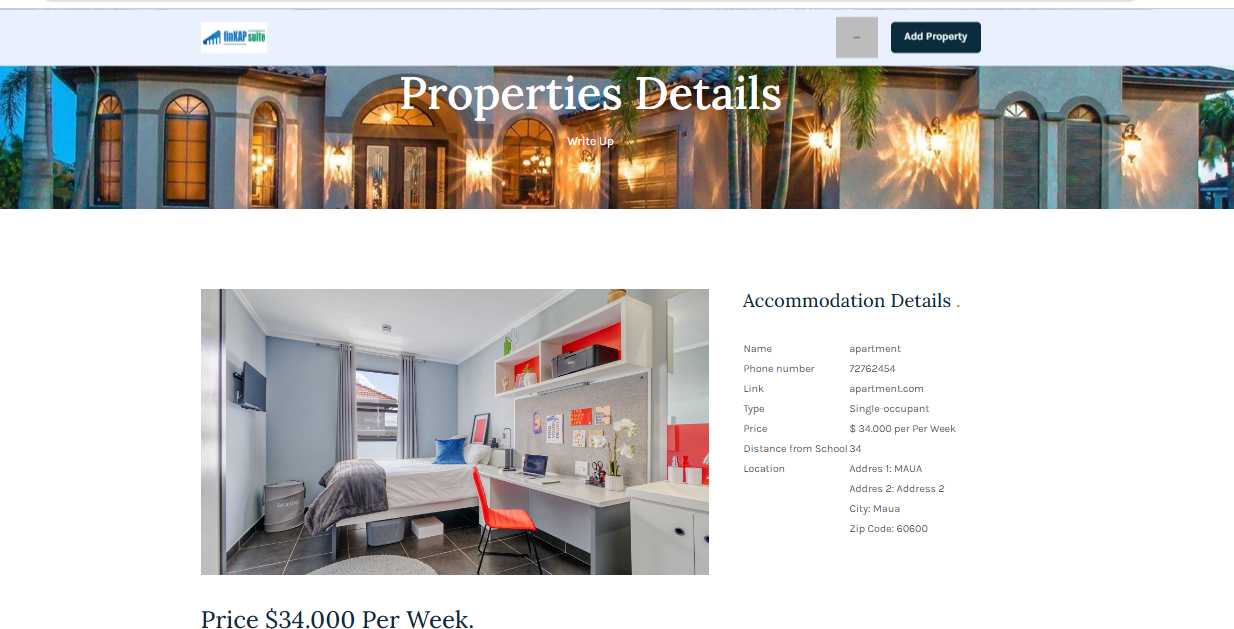 finKAP suite
Add Property
Properties Details
Write Up
Accommodation Details .
Name apartment
Phone number 72762454
Link apartment.com
Type Single-occupant
Price $ 34.000 per Per Week
Distance from School 34
Location Addres 1: MAUA
Addres 2: Address 2
City: Maua
Zip Code: 60600
Price $34.000 Per Week.